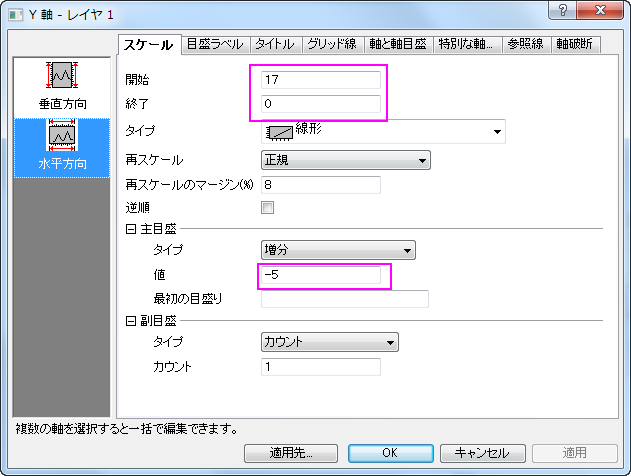 Y 軸 - レイヤ 1
スケール 目盛ラベル タイトル グリッド線 軸と軸目盛 特別な軸... 参照線 軸破断
垂直方向
水平方向
開始 17
終了 0
タイプ 線形
再スケール 正規
再スケールのマージン(%) 8
逆順
主目盛
タイプ 増分
値 -5
最初の目盛り
副目盛
タイプ カウント
カウント 1
複数の軸を選択すると一括で編集できます。
適用先... OK キャンセル 適用